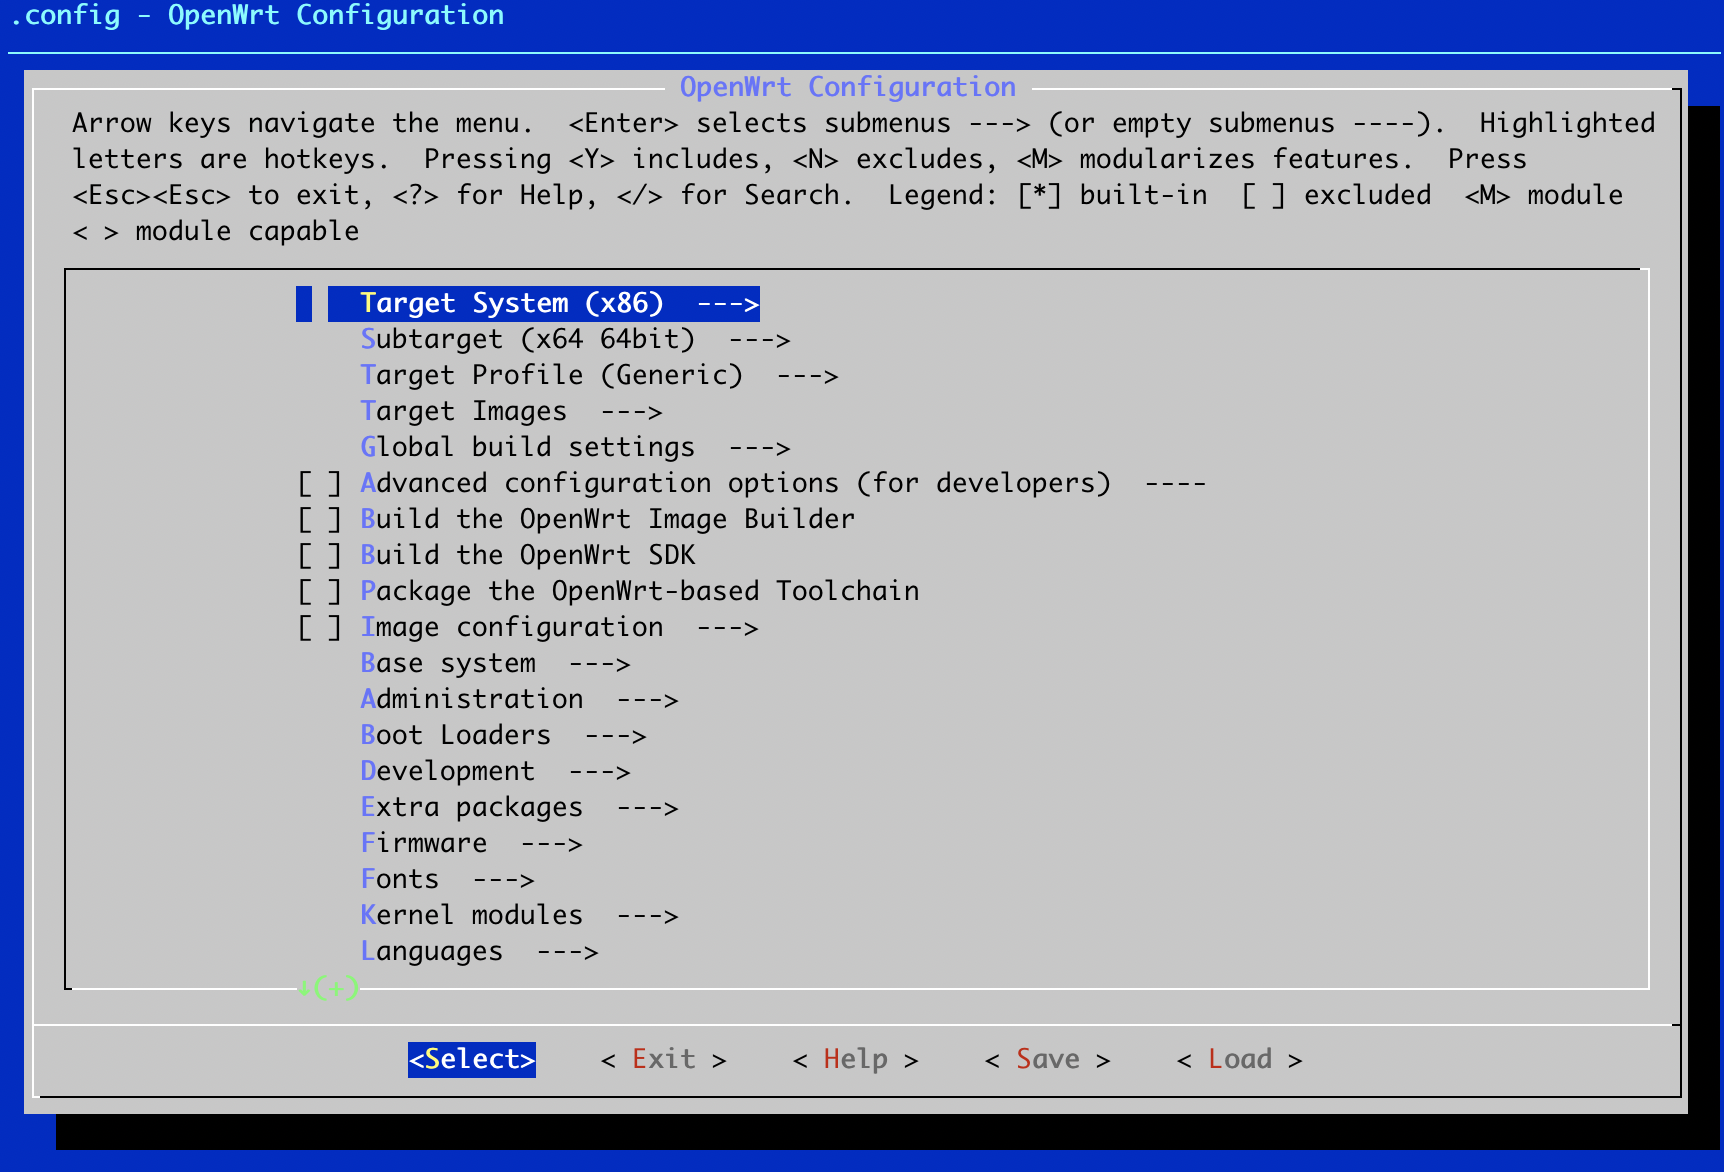 .config - OpenWrt Configuration
OpenWrt Configuration
Arrow keys navigate the menu.  <Enter> selects submenus ---> (or empty submenus ----).  Highlighted
letters are hotkeys.  Pressing <Y> includes, <N> excludes, <M> modularizes features.  Press
<Esc><Esc> to exit, <?> for Help, </> for Search.  Legend: [*] built-in  [ ] excluded  <M> module
< > module capable
Target System (x86)  --->
Subtarget (x64 64bit)  --->
Target Profile (Generic)  --->
Target Images  --->
Global build settings  --->
[ ] Advanced configuration options (for developers)  ----
[ ] Build the OpenWrt Image Builder
[ ] Build the OpenWrt SDK
[ ] Package the OpenWrt-based Toolchain
[ ] Image configuration  --->
Base system  --->
Administration  --->
Boot Loaders  --->
Development  --->
Extra packages  --->
Firmware  --->
Fonts  --->
Kernel modules  --->
Languages  --->
↓(+)
<Select>    < Exit >    < Help >    < Save >    < Load >